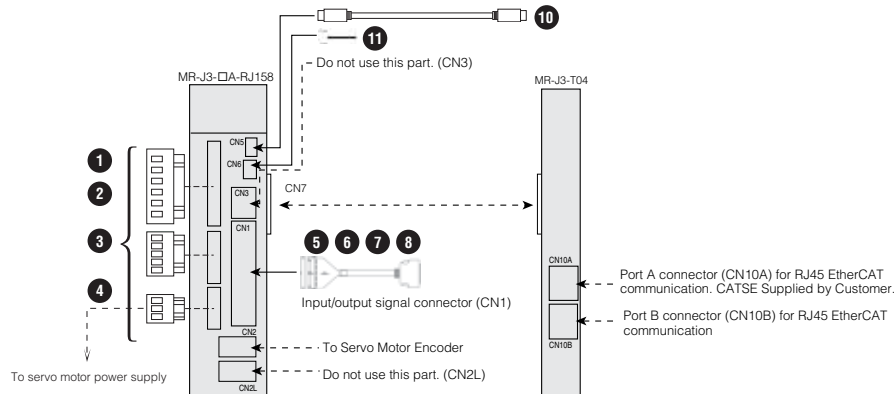 10
11
Do not use this part. (CN3)
MR-J3-□A-RJ158
MR-J3-T04
CN5
1
CN6
2
CN3
CN7
CN1
3
5 6 7 8
CN10A
Port A connector (CN10A) for RJ45 EtherCAT
communication. CATSE Supplied by Customer.
4
Input/output signal connector (CN1)
Port B connector (CN10B) for RJ45 EtherCAT
communication
CN2
CN10B
To Servo Motor Encoder
To servo motor power supply
Do not use this part. (CN2L)
CN2L